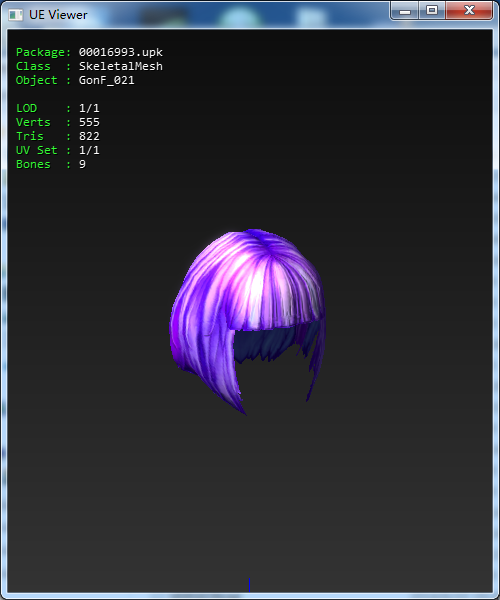 UE Viewer
Package: 00016993.upk
Class  : SkeletalMesh
Object : GonF_021
LOD    : 1/1
Verts  : 555
Tris   : 822
UV Set : 1/1
Bones  : 9